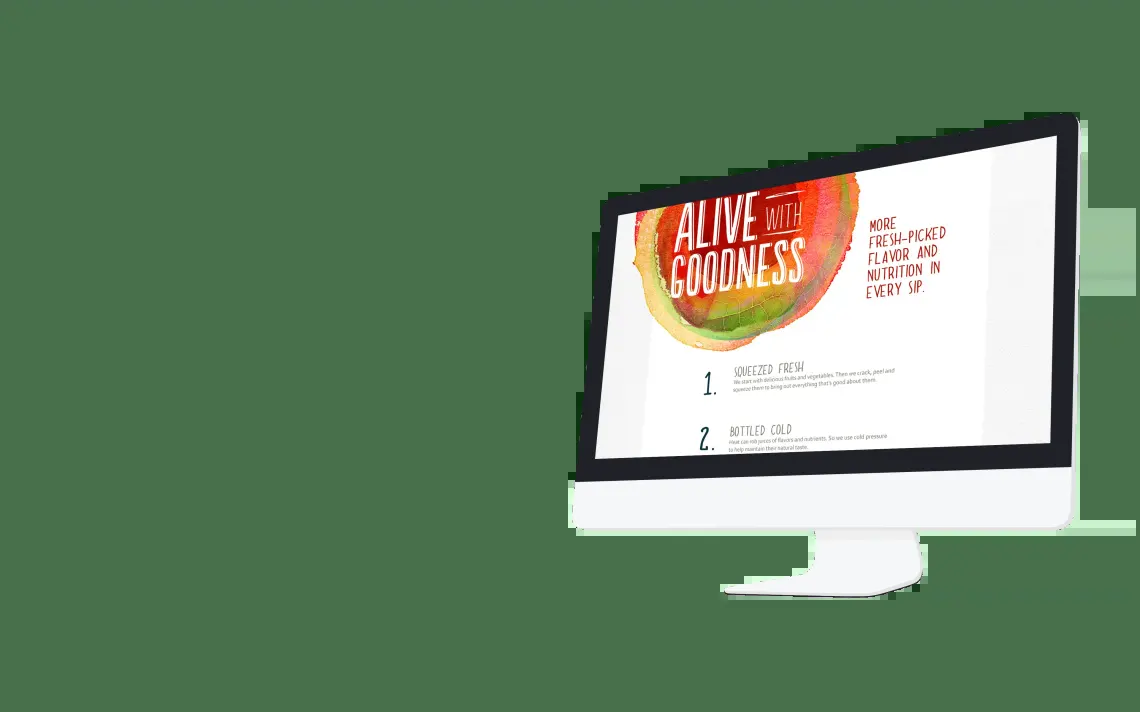 ALIVE WITH
GOODNESS
MORE
FRESH-PICKED
FLAVOR AND
NUTRITION IN
EVERY SIP.
1. SQUEEZED FRESH
We start with delicious fruits and vegetables. Then we crack, peel and
squeeze them to bring out everything that's good about them.
2. BOTTLED COLD
Heat can rob juices of flavors and nutrients. So we use cold pressure
to help maintain their natural taste.